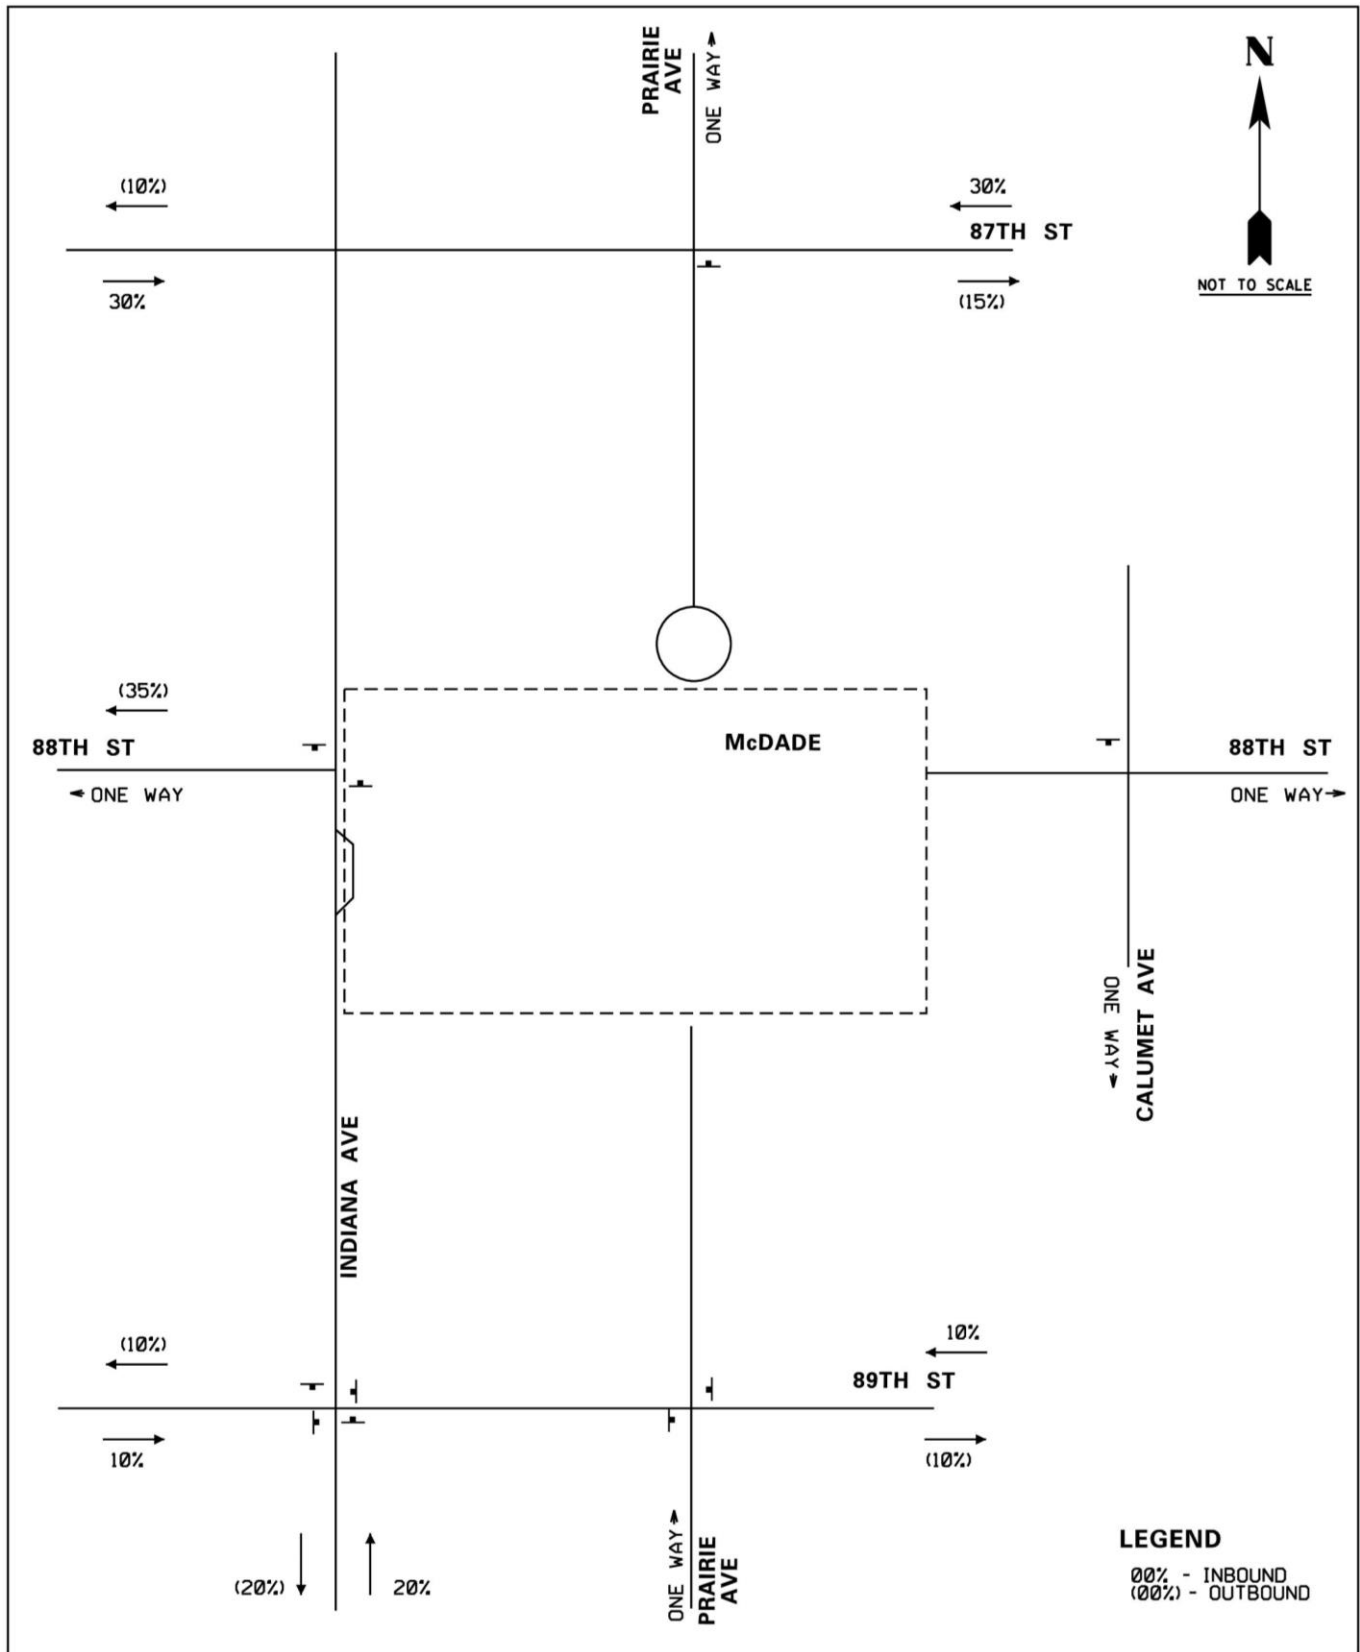 PRAIRIE
AVE
ONE WAY
N
(10%)
30%
87TH ST
30%
(15%)
NOT TO SCALE
(35%)
88TH ST
ONE WAY
McDADE
88TH ST
ONE WAY
ONE WAY
CALUMET AVE
INDIANA AVE
(10%)
10%
89TH ST
10%
(10%)
(20%)
20%
ONE WAY
PRAIRIE
AVE
LEGEND
00% - INBOUND
(00%) - OUTBOUND